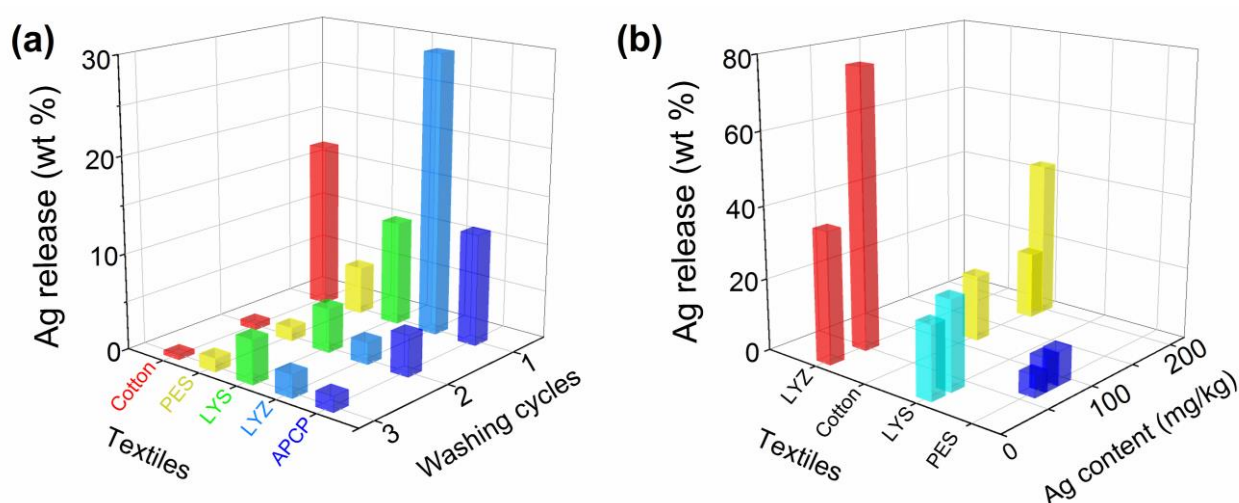 (a)
Ag release (wt %)
30
20
10
0
Cotton
PES
LYS
LYZ
APCP
Textiles
3
2
1
Washing cycles
(b)
Ag release (wt %)
80
60
40
20
0
LYZ
Cotton
LYS
PES
Textiles
0
100
200
Ag content (mg/kg)